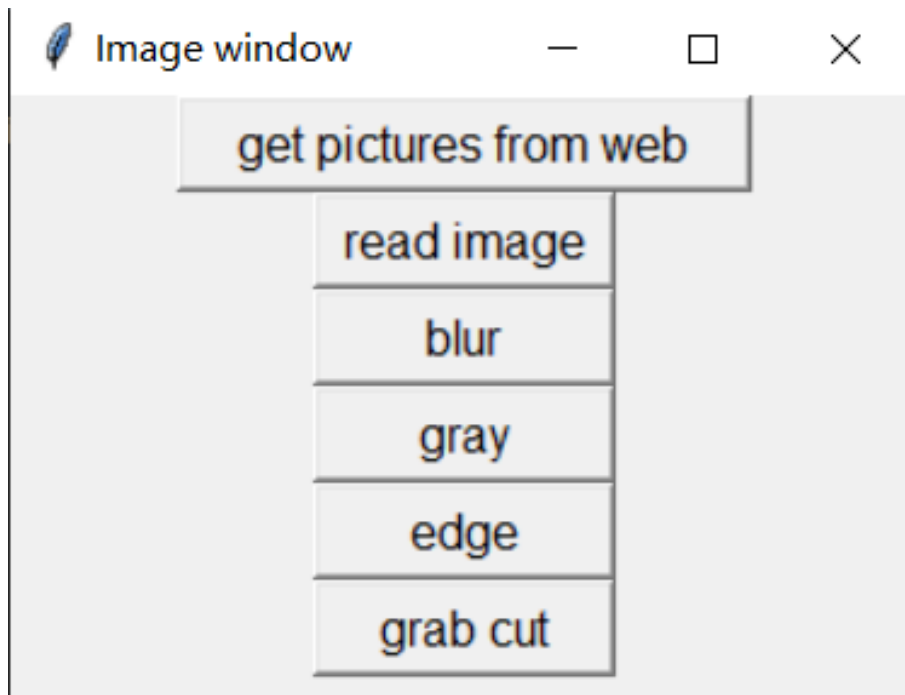 Image window
get pictures from web
read image
blur
gray
edge
grab cut